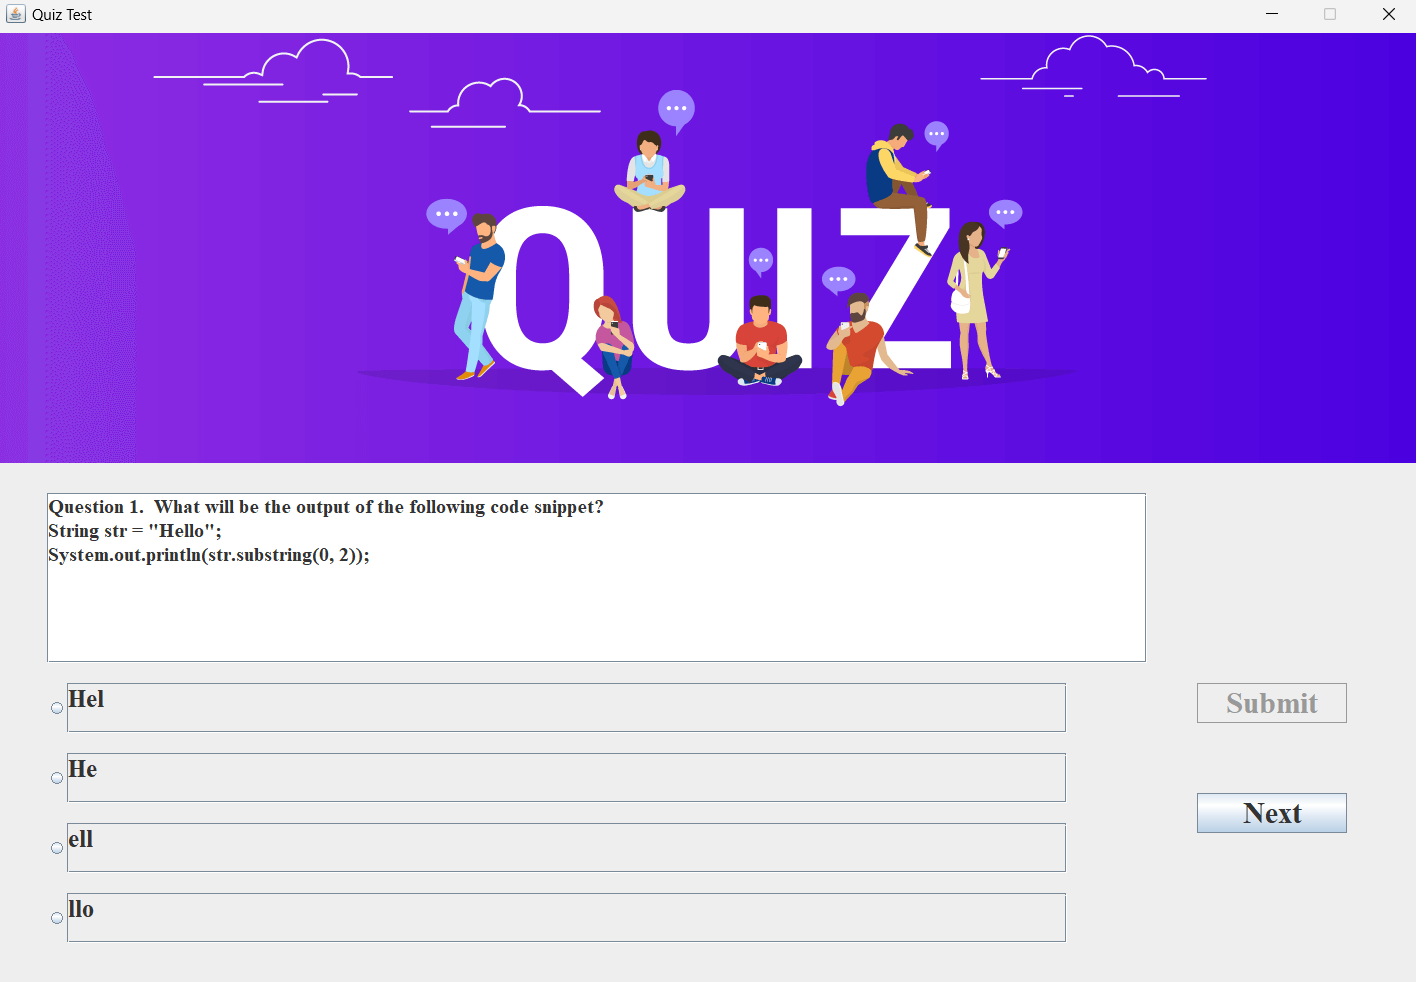 Quiz Test
QUIZ
Question 1.  What will be the output of the following code snippet?
String str = "Hello";
System.out.println(str.substring(0, 2));
Hel
He
ell
llo
Submit
Next